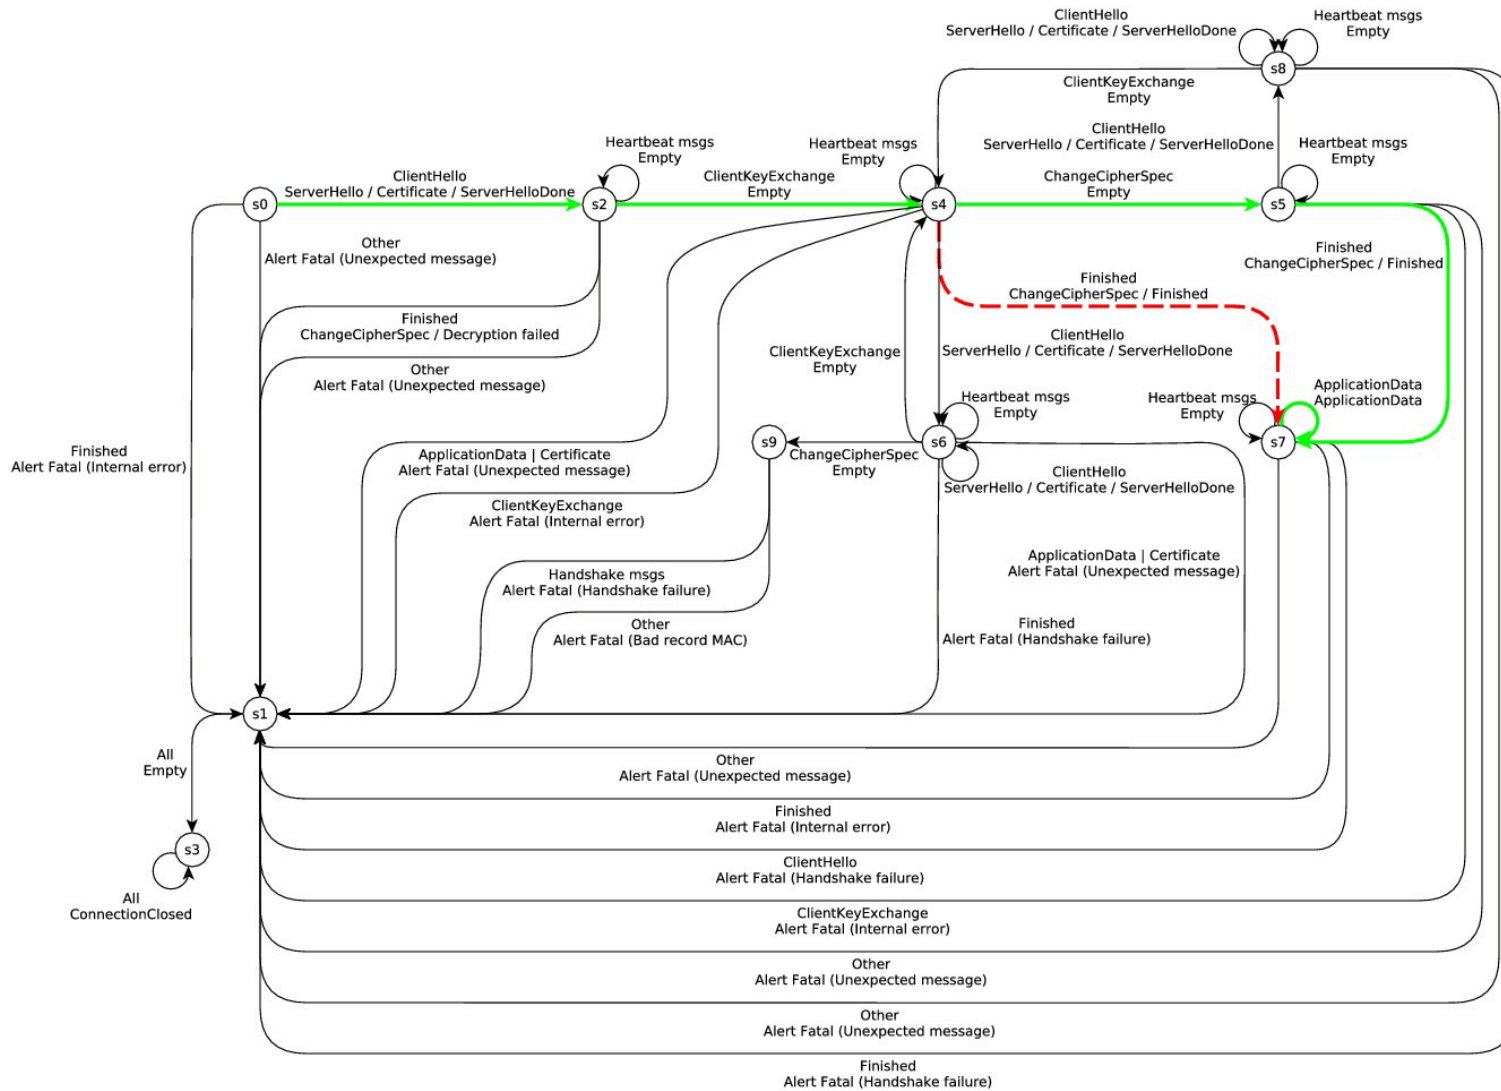 ClientHello
ServerHello / Certificate / ServerHelloDone
Heartbeat msgs
Empty
s8
ClientKeyExchange
Empty
ClientHello
ServerHello / Certificate / ServerHelloDone
Heartbeat msgs
Empty
Heartbeat msgs
Empty
Heartbeat msgs
Empty
ClientHello
ServerHello / Certificate / ServerHelloDone
ClientKeyExchange
Empty
ChangeCipherSpec
Empty
s0
s2
s4
s5
Other
Alert Fatal (Unexpected message)
Finished
ChangeCipherSpec / Finished
Finished
ChangeCipherSpec / Finished
Finished
ChangeCipherSpec / Decryption failed
ClientHello
ServerHello / Certificate / ServerHelloDone
ClientKeyExchange
Empty
Other
Alert Fatal (Unexpected message)
ApplicationData
ApplicationData
Heartbeat msgs
Empty
Heartbeat msgs
Empty
s9
s6
s7
Finished
Alert Fatal (Internal error)
ApplicationData | Certificate
Alert Fatal (Unexpected message)
ChangeCipherSpec
Empty
ClientHello
ServerHello / Certificate / ServerHelloDone
ClientKeyExchange
Alert Fatal (Internal error)
ApplicationData | Certificate
Alert Fatal (Unexpected message)
Handshake msgs
Alert Fatal (Handshake failure)
Other
Alert Fatal (Bad record MAC)
Finished
Alert Fatal (Handshake failure)
s1
All
Empty
Other
Alert Fatal (Unexpected message)
Finished
Alert Fatal (Internal error)
s3
ClientHello
Alert Fatal (Handshake failure)
All
ConnectionClosed
ClientKeyExchange
Alert Fatal (Internal error)
Other
Alert Fatal (Unexpected message)
Other
Alert Fatal (Unexpected message)
Finished
Alert Fatal (Handshake failure)